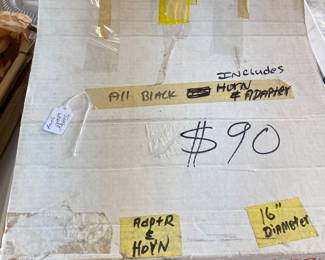 INCLUDES
All BLACK HORN
& ADAPTER
$90
AdptR
&
HORN
16"
DiAMETER